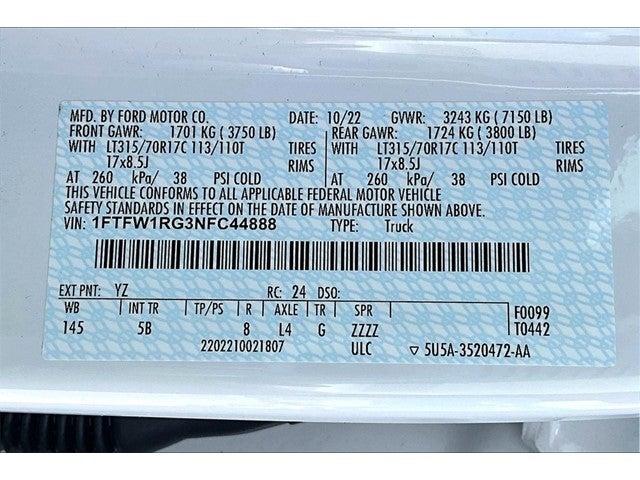 MFD. BY FORD MOTOR CO. 10/22 GVWR: 3243 KG ( 7150 LB)
FRONT GAWR: 1701 KG ( 3750 LB) REAR GAWR: 1724 KG ( 3800 LB)
WITH LT315/70R17C 113/110T TIRES WITH LT315/70R17C 113/110T TIRES
17x8.5J RIMS 17x8.5J RIMS
AT 260 kPa/ 38 PSI COLD AT 260 kPa/ 38 PSI COLD
THIS VEHICLE CONFORMS TO ALL APPLICABLE FEDERAL MOTOR VEHICLE
SAFETY STANDARDS IN EFFECT ON THE DATE OF MANUFACTURE SHOWN ABOVE.
VIN: 1FTFW1RG3NFC44888 TYPE: Truck
EXT PNT: YZ RC: 24 DSO:
WB INT TR TP/PS R AXLE TR SPR F0099
145 5B 8 L4 G ZZZZ T0442
2202210021807 ULC ▽ 5U5A-3520472-AA